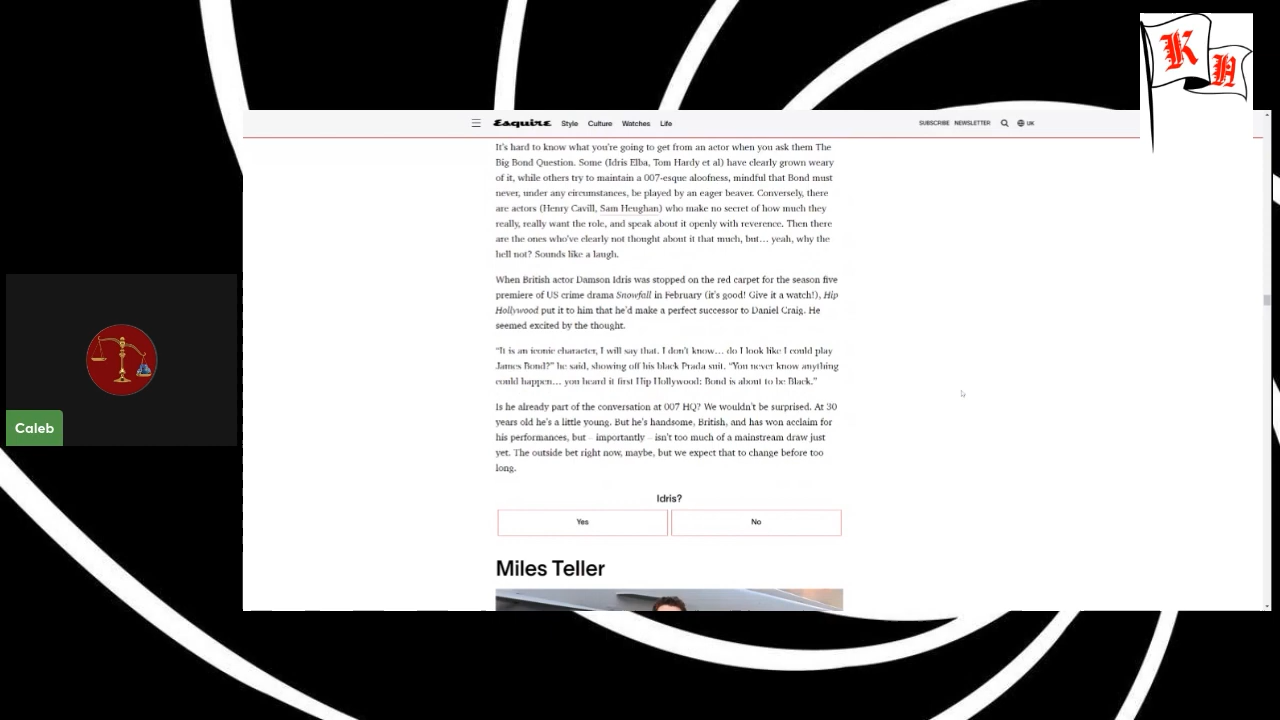 K H
Esquire Style Culture Watches Life SUBSCRIBE NEWSLETTER UK
It's hard to know what you're going to get from an actor when you ask them The
Big Bond Question. Some (Idris Elba, Tom Hardy et al) have clearly grown weary
of it, while others try to maintain a 007-esque aloofness, mindful that Bond must
never, under any circumstances, be played by an eager beaver. Conversely, there
are actors (Henry Cavill, Sam Heughan) who make no secret of how much they
really, really want the role, and speak about it openly with reverence. Then there
are the ones who've clearly not thought about it that much, but… yeah, why the
hell not? Sounds like a laugh.
When British actor Damson Idris was stopped on the red carpet for the season five
premiere of US crime drama Snowfall in February (it's good! Give it a watch!), Hip
Hollywood put it to him that he'd make a perfect successor to Daniel Craig. He
seemed excited by the thought.
“It is an iconic character, I will say that. I don't know… do I look like I could play
James Bond?” he said, showing off his black Prada suit. “You never know anything
could happen… you heard it first Hip Hollywood: Bond is about to be Black.”
Is he already part of the conversation at 007 HQ? We wouldn't be surprised. At 30
years old he's a little young. But he's handsome, British, and has won acclaim for
his performances, but – importantly – isn't too much of a mainstream draw just
yet. The outside bet right now, maybe, but we expect that to change before too
long.
Caleb
Idris?
Yes No
Miles Teller